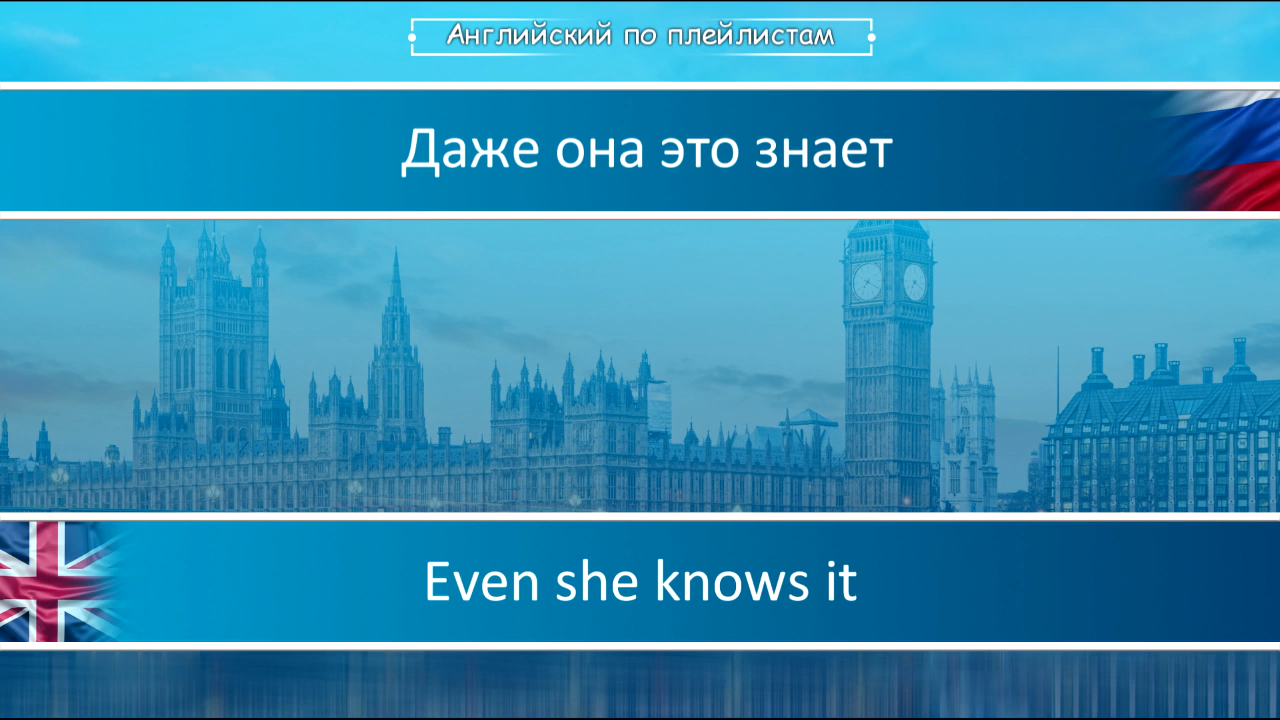 Английский по плейлистам
Даже она это знает
Even she knows it